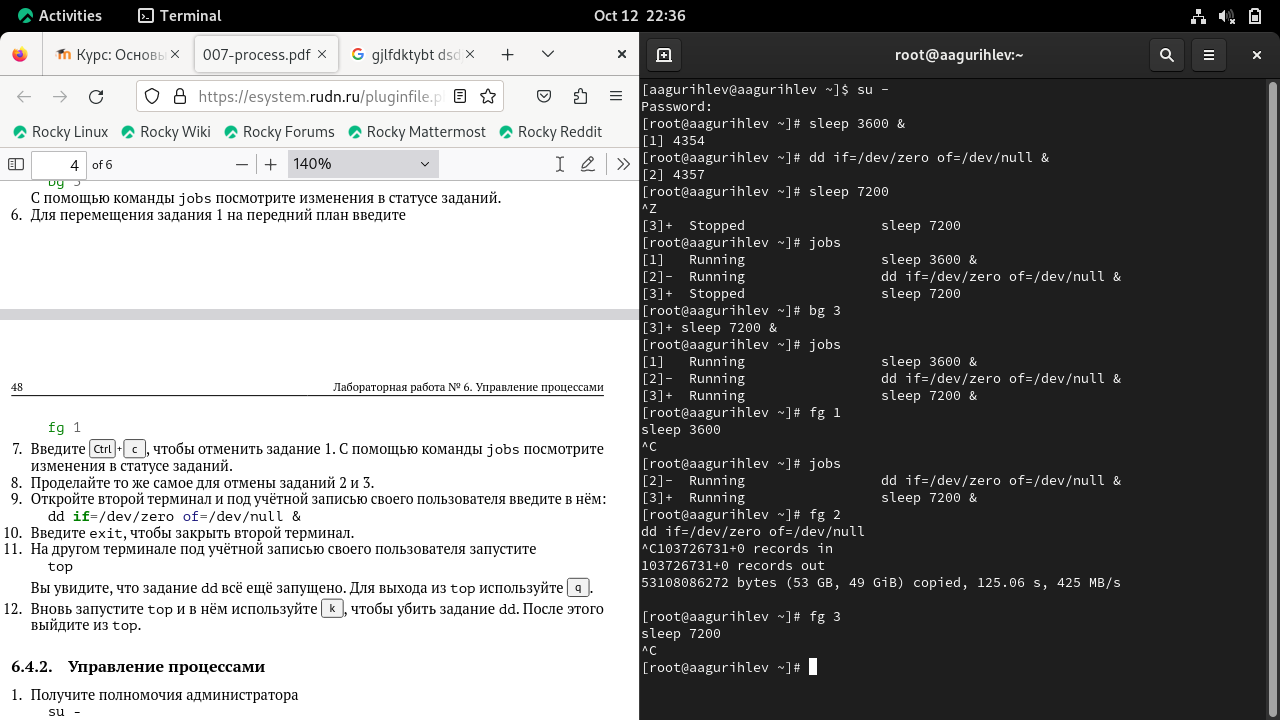 Activities
Terminal
Oct 12 22:36
Курс: Основы
007-process.pdf
gjlfdktybt dsd
https://esystem.rudn.ru/pluginfile.p
Rocky Linux
Rocky Wiki
Rocky Forums
Rocky Mattermost
Rocky Reddit
4
of 6
140%
bg 3
С помощью команды jobs посмотрите изменения в статусе заданий.
6. Для перемещения задания 1 на передний план введите
48
Лабораторная работа № 6. Управление процессами
fg 1
7. Введите Ctrl + c , чтобы отменить задание 1. С помощью команды jobs посмотрите
изменения в статусе заданий.
8. Проделайте то же самое для отмены заданий 2 и 3.
9. Откройте второй терминал и под учётной записью своего пользователя введите в нём:
dd if=/dev/zero of=/dev/null &
10. Введите exit, чтобы закрыть второй терминал.
11. На другом терминале под учётной записью своего пользователя запустите
top
Вы увидите, что задание dd всё ещё запущено. Для выхода из top используйте q .
12. Вновь запустите top и в нём используйте k , чтобы убить задание dd. После этого
выйдите из top.
6.4.2. Управление процессами
1. Получите полномочия администратора
su -
root@aagurihlev:~
[aagurihlev@aagurihlev ~]$ su -
Password:
[root@aagurihlev ~]# sleep 3600 &
[1] 4354
[root@aagurihlev ~]# dd if=/dev/zero of=/dev/null &
[2] 4357
[root@aagurihlev ~]# sleep 7200
^Z
[3]+  Stopped                 sleep 7200
[root@aagurihlev ~]# jobs
[1]   Running                 sleep 3600 &
[2]-  Running                 dd if=/dev/zero of=/dev/null &
[3]+  Stopped                 sleep 7200
[root@aagurihlev ~]# bg 3
[3]+ sleep 7200 &
[root@aagurihlev ~]# jobs
[1]   Running                 sleep 3600 &
[2]-  Running                 dd if=/dev/zero of=/dev/null &
[3]+  Running                 sleep 7200 &
[root@aagurihlev ~]# fg 1
sleep 3600
^C
[root@aagurihlev ~]# jobs
[2]-  Running                 dd if=/dev/zero of=/dev/null &
[3]+  Running                 sleep 7200 &
[root@aagurihlev ~]# fg 2
dd if=/dev/zero of=/dev/null
^C103726731+0 records in
103726731+0 records out
53108086272 bytes (53 GB, 49 GiB) copied, 125.06 s, 425 MB/s
[root@aagurihlev ~]# fg 3
sleep 7200
^C
[root@aagurihlev ~]#